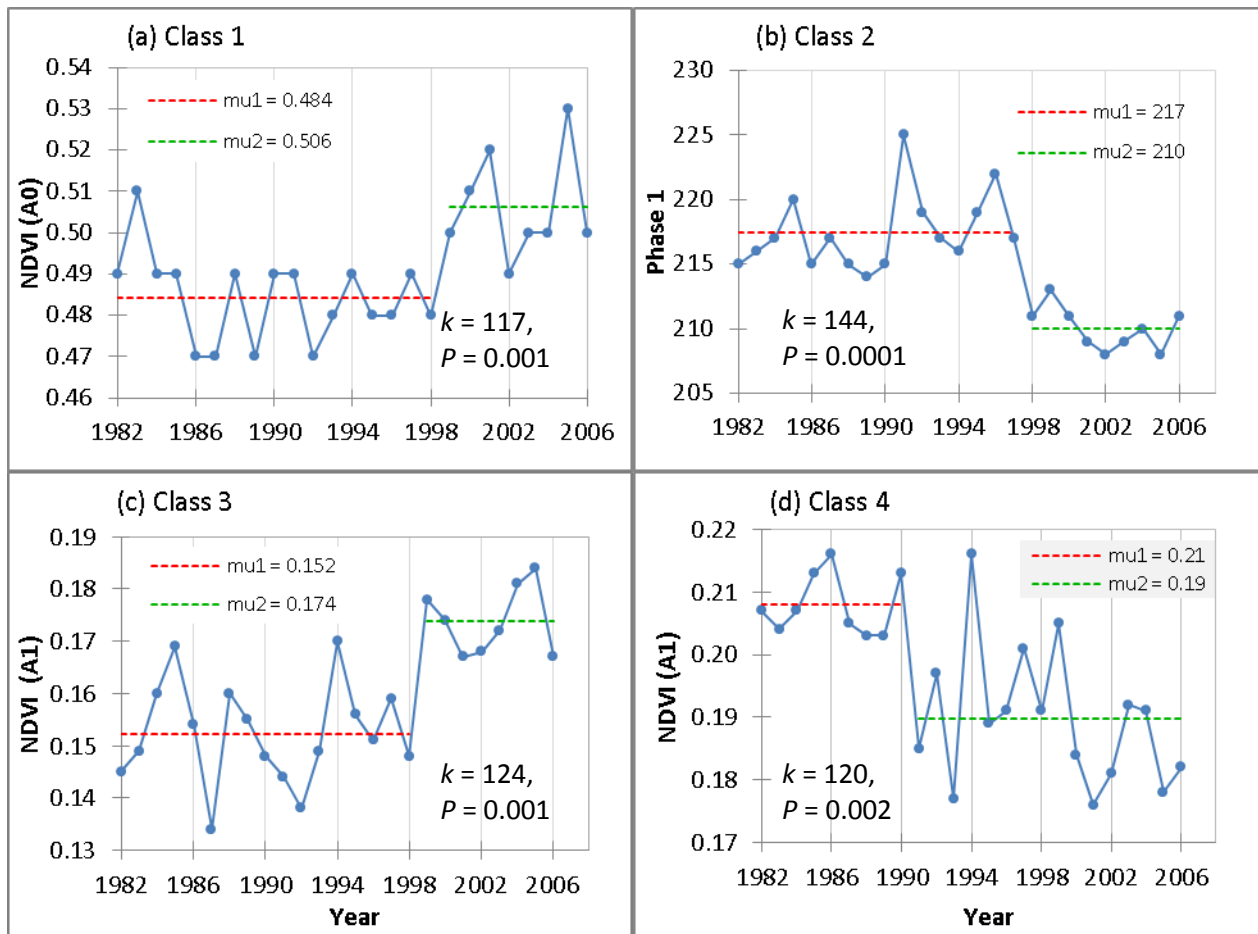 (a) Class 1
0.54
0.53
0.52
0.51
0.50
0.49
0.48
0.47
0.46
NDVI (A0)
mu1 = 0.484
mu2 = 0.506
k = 117,
P = 0.001
1982 1986 1990 1994 1998 2002 2006
(b) Class 2
230
225
220
215
210
205
Phase 1
mu1 = 217
mu2 = 210
k = 144,
P = 0.0001
1982 1986 1990 1994 1998 2002 2006
(c) Class 3
0.19
0.18
0.17
0.16
0.15
0.14
0.13
NDVI (A1)
mu1 = 0.152
mu2 = 0.174
k = 124,
P = 0.001
1982 1986 1990 1994 1998 2002 2006
Year
(d) Class 4
0.22
0.21
0.20
0.19
0.18
0.17
NDVI (A1)
mu1 = 0.21
mu2 = 0.19
k = 120,
P = 0.002
1982 1986 1990 1994 1998 2002 2006
Year